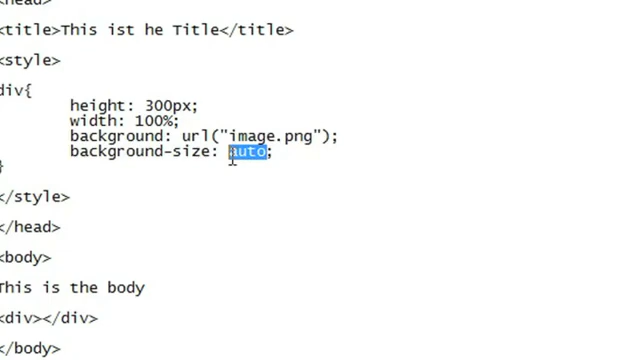 <head>
<title>This ist he Title</title>
<style>
div{
height: 300px;
width: 100%;
background: url("image.png");
background-size: auto;
}
</style>
</head>
<body>
This is the body
<div></div>
</body>